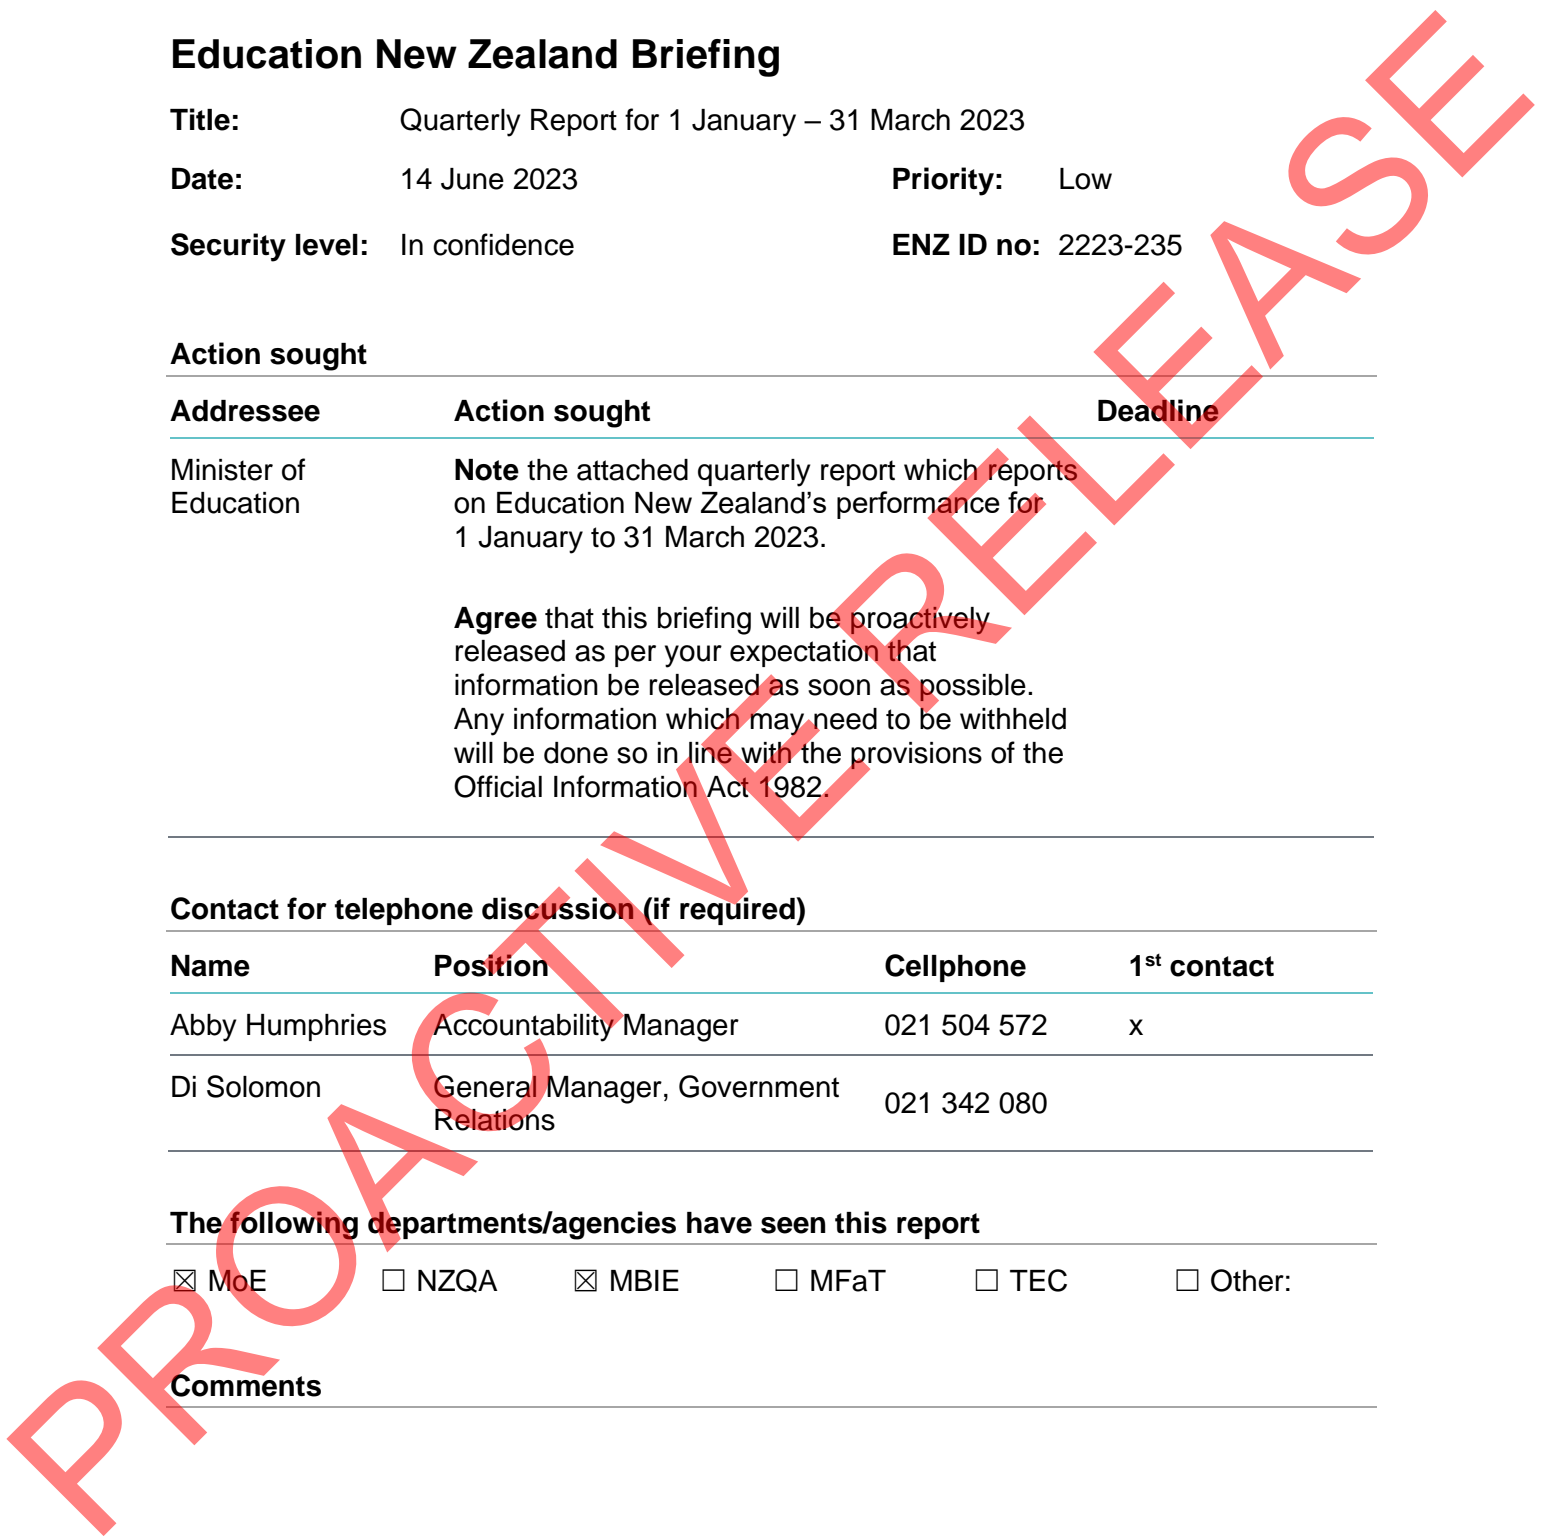 Education New Zealand Briefing
Title: Quarterly Report for 1 January – 31 March 2023
Date: 14 June 2023 Priority: Low
Security level: In confidence ENZ ID no: 2223-235
Action sought
Addressee Action sought Deadline
Minister of
Education
Note the attached quarterly report which reports
on Education New Zealand's performance for
1 January to 31 March 2023.
Agree that this briefing will be proactively
released as per your expectation that
information be released as soon as possible.
Any information which may need to be withheld
will be done so in line with the provisions of the
Official Information Act 1982.
Contact for telephone discussion (if required)
Name Position Cellphone 1st contact
Abby Humphries Accountability Manager 021 504 572 x
Di Solomon General Manager, Government
Relations
021 342 080
The following departments/agencies have seen this report
☒ MoE ☐ NZQA ☒ MBIE ☐ MFaT ☐ TEC ☐ Other:
Comments
PROACTIVE RELEASE